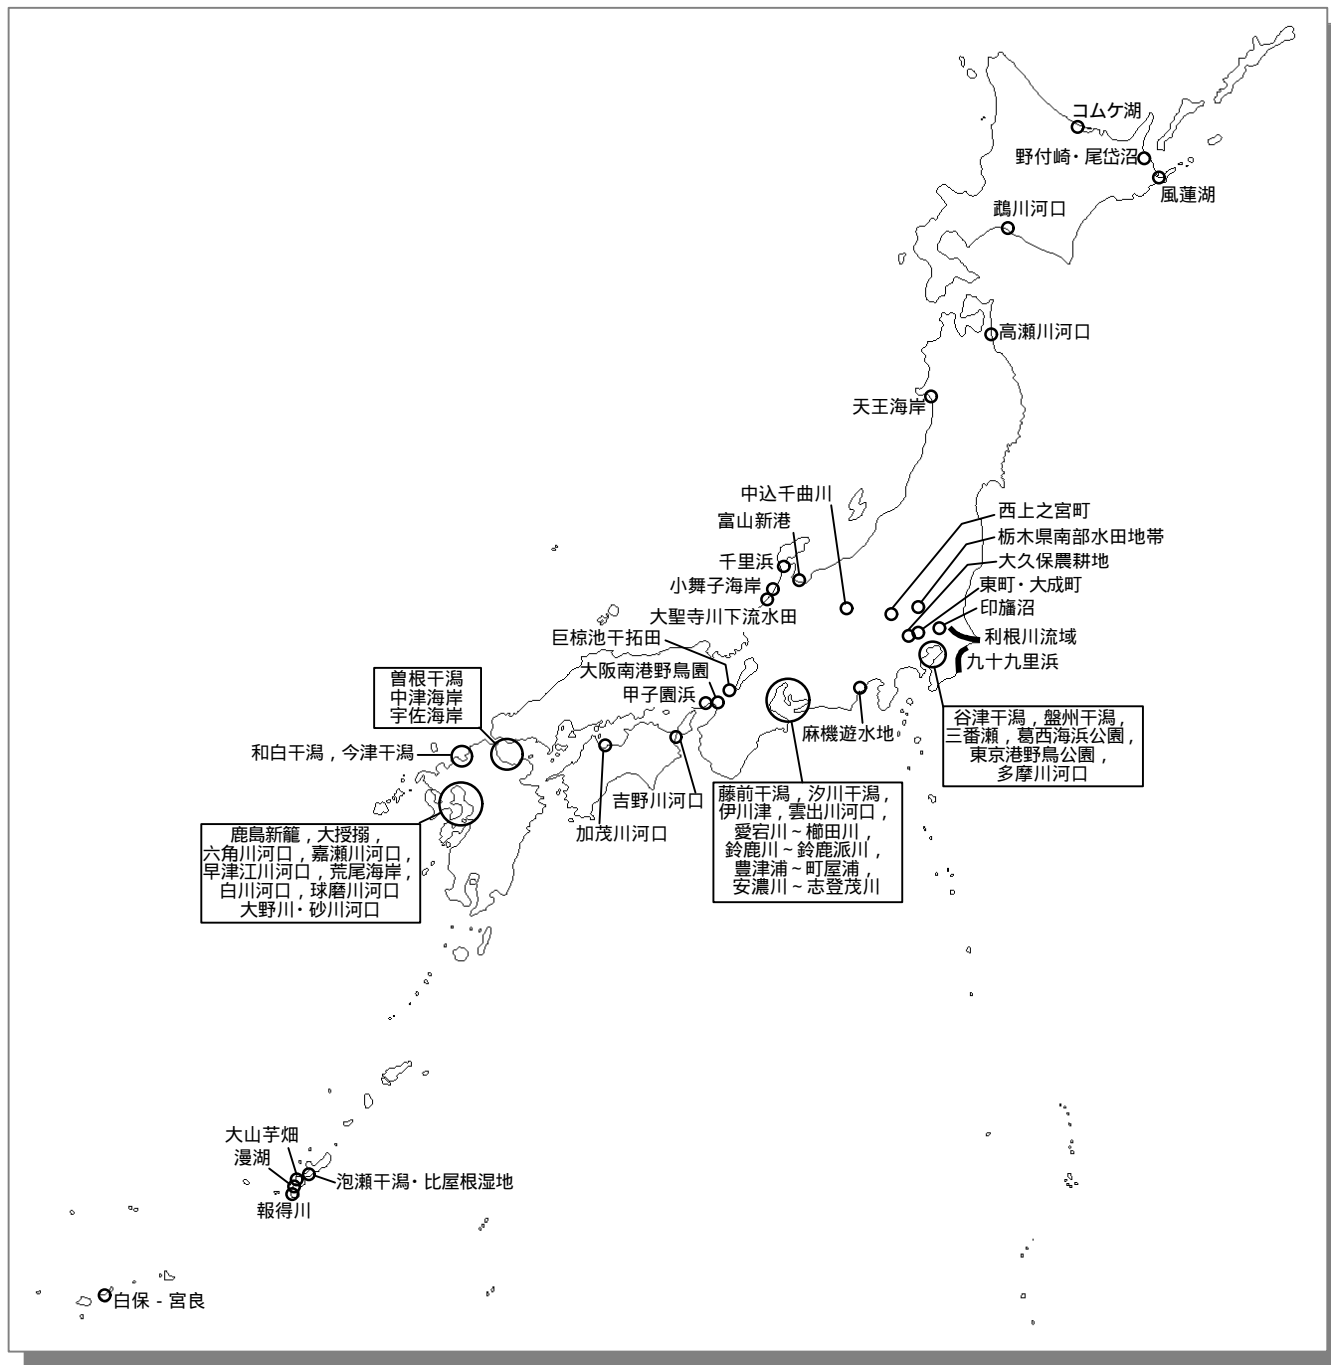 コムケ湖
野付崎・尾岱沼
風蓮湖
鵡川河口
高瀬川河口
天王海岸
中込千曲川
西上之宮町
富山新港
栃木県南部水田地帯
千里浜
大久保農耕地
小舞子海岸
東町・大成町
印旛沼
大聖寺川下流水田
利根川流域
巨椋池干拓田
九十九里浜
大阪南港野鳥園
甲子園浜
曽根干潟
中津海岸
宇佐海岸
谷津干潟，盤州干潟，
三番瀬，葛西海浜公園，
東京港野鳥公園，
多摩川河口
麻機遊水地
和白干潟，今津干潟
吉野川河口
加茂川河口
藤前干潟，汐川干潟，
伊川津，雲出川河口，
愛宕川～櫛田川，
鈴鹿川～鈴鹿派川，
豊津浦～町屋浦，
安濃川～志登茂川
鹿島新籠，大授搦，
六角川河口，嘉瀬川河口，
早津江川河口，荒尾海岸，
白川河口，球磨川河口
大野川・砂川河口
大山芋畑
漫湖
泡瀬干潟・比屋根湿地
報得川
白保 - 宮良